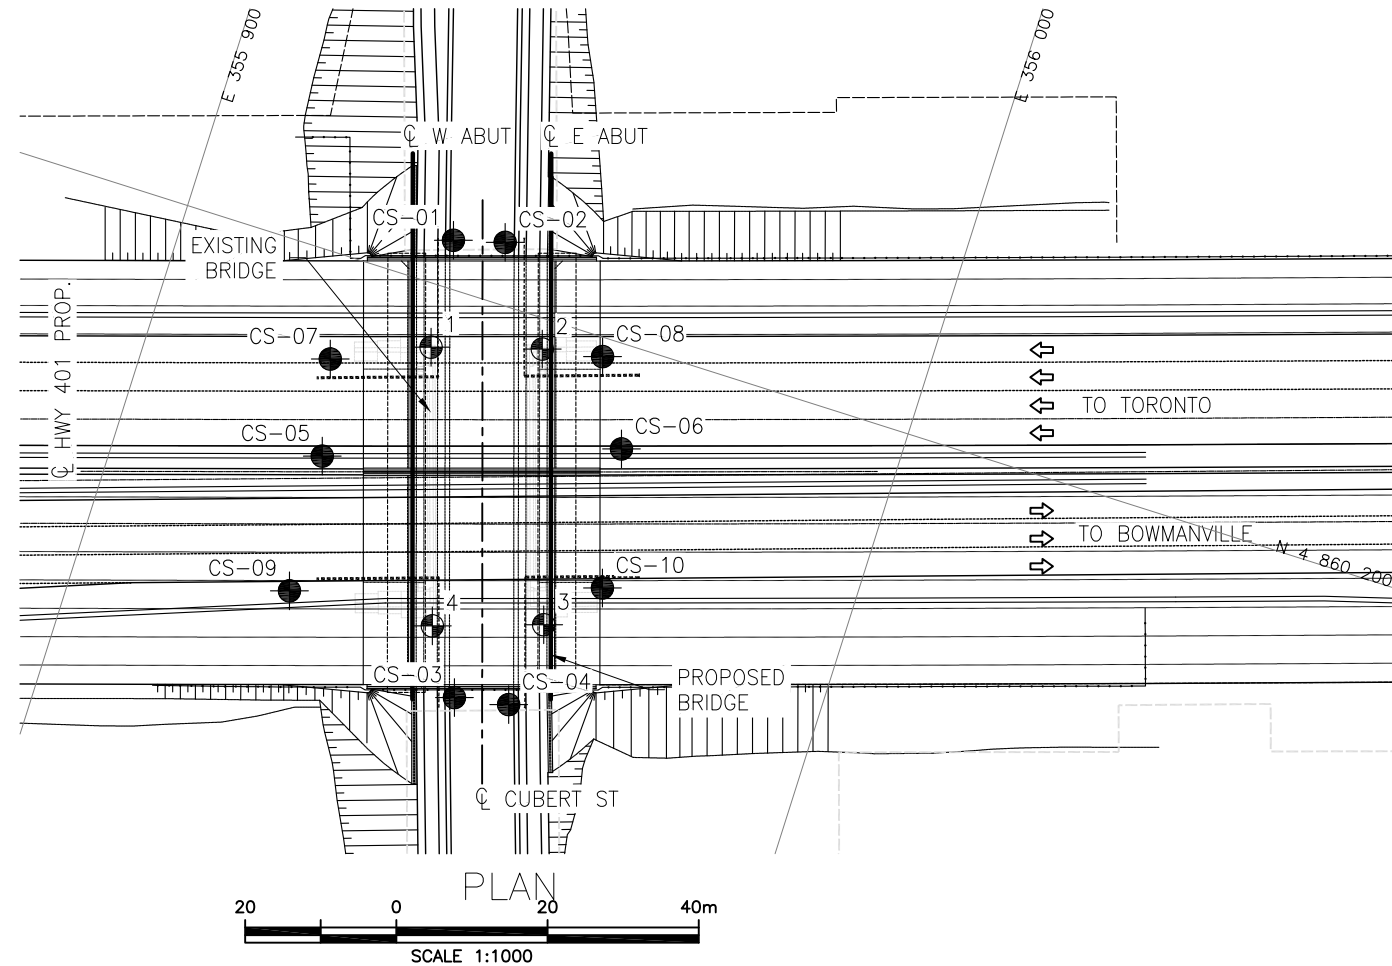 E 355 900
E 356 000
℄ W ABUT
℄ E ABUT
CS-01
CS-02
EXISTING
BRIDGE
℄ HWY 401 PROP.
1
2
CS-07
CS-08
TO TORONTO
CS-05
CS-06
TO BOWMANVILLE
N 4 860 200
CS-09
CS-10
4
3
CS-03
CS-04
PROPOSED
BRIDGE
℄ CUBERT ST
PLAN
20 0 20 40m
SCALE 1:1000